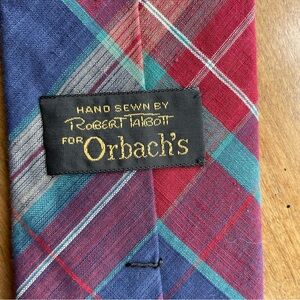 HAND SEWN BY
ROBERT TALBOTT
FOR Orbach's